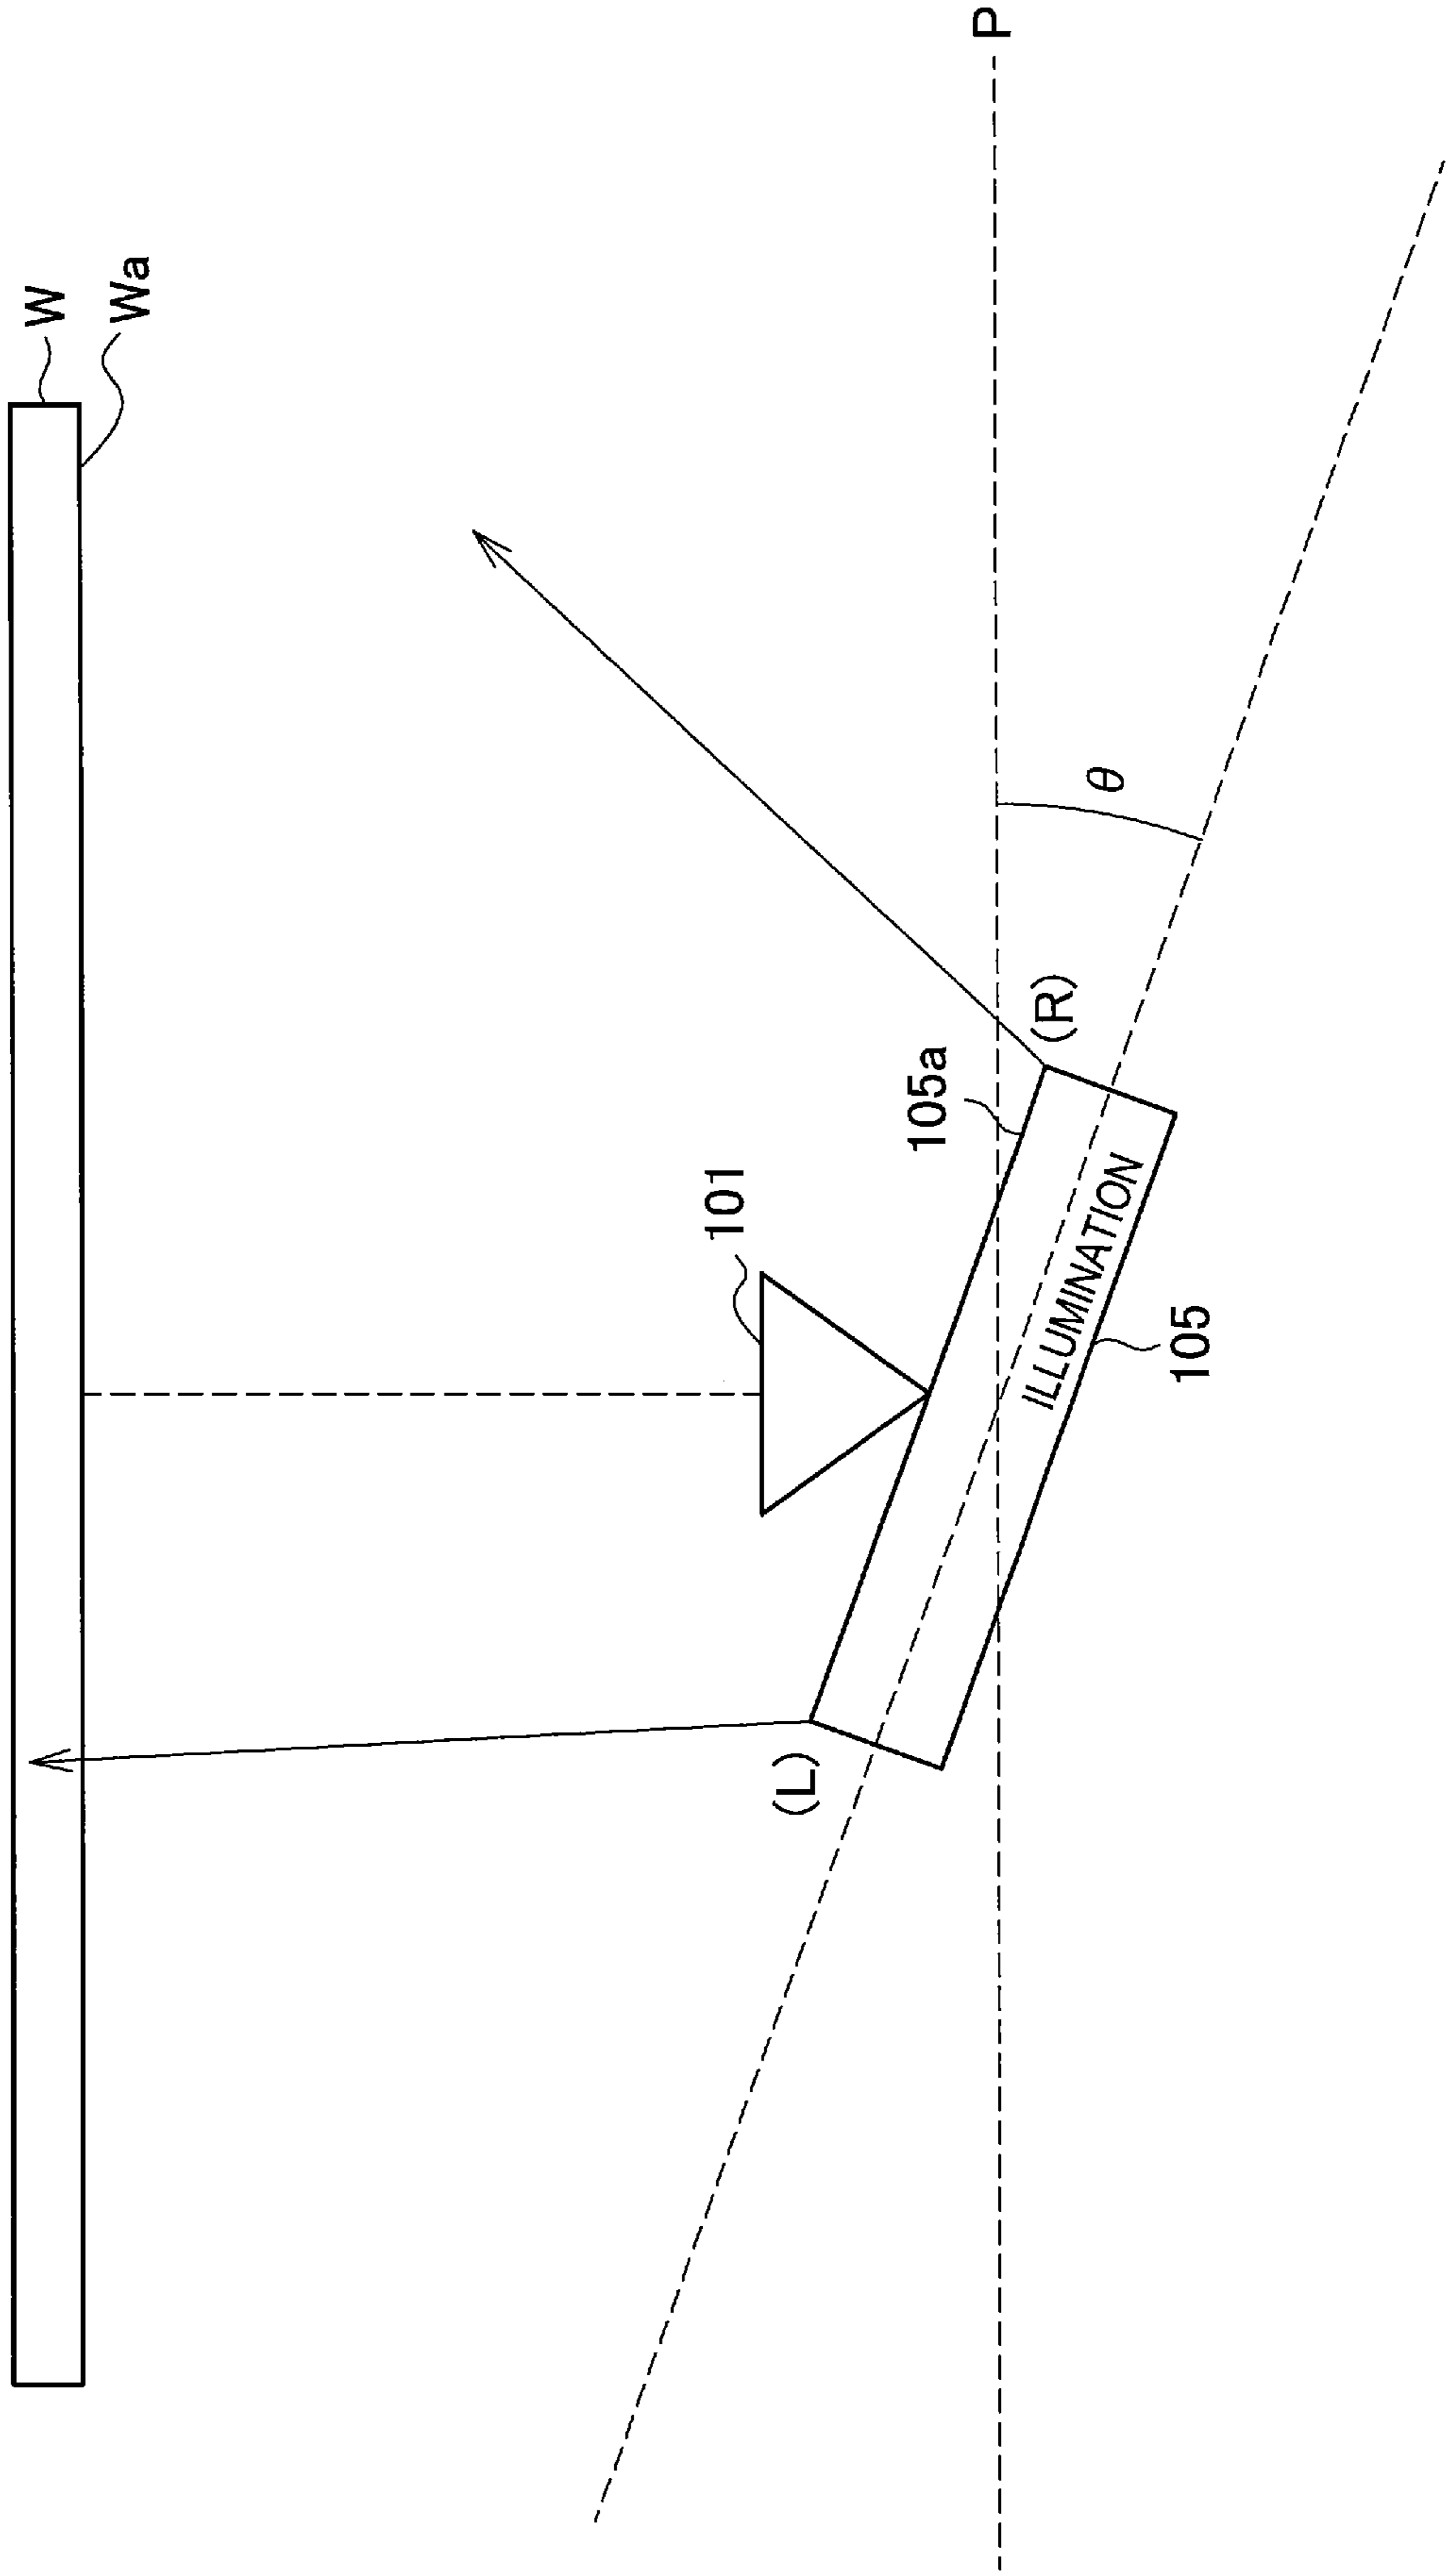 W
Wa
P
θ
(R)
105a
101
ILLUMINATION
105
(L)